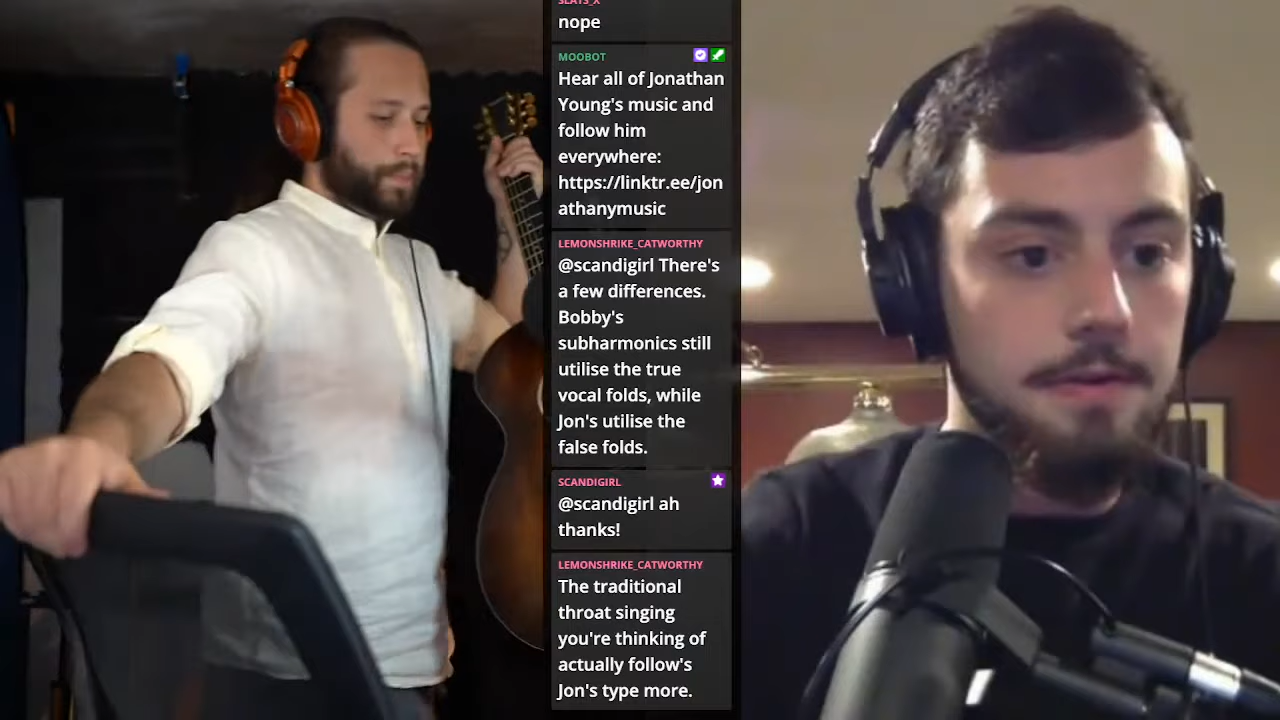 SLATS_X
nope
MOOBOT
Hear all of Jonathan
Young's music and
follow him
everywhere:
https://linktr.ee/jon
athanymusic
LEMONSHRIKE_CATWORTHY
@scandigirl There's
a few differences.
Bobby's
subharmonics still
utilise the true
vocal folds, while
Jon's utilise the
false folds.
SCANDIGIRL
@scandigirl ah
thanks!
LEMONSHRIKE_CATWORTHY
The traditional
throat singing
you're thinking of
actually follow's
Jon's type more.